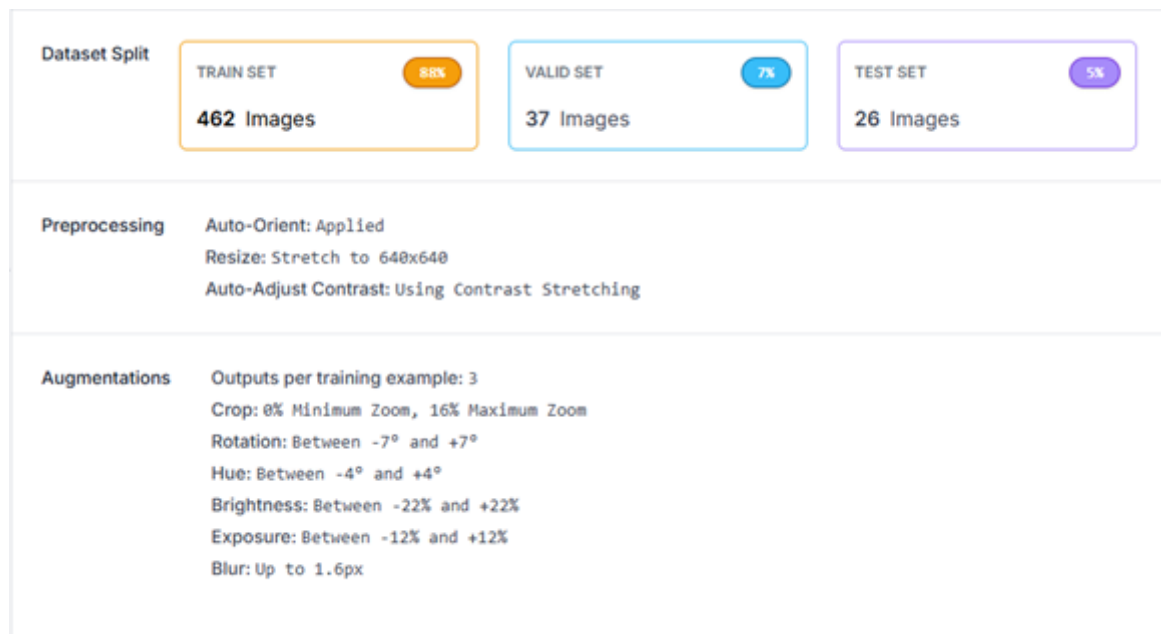 Dataset Split
TRAIN SET 88%
462 Images
VALID SET 7%
37 Images
TEST SET 5%
26 Images
Preprocessing
Auto-Orient: Applied
Resize: Stretch to 640x640
Auto-Adjust Contrast: Using Contrast Stretching
Augmentations
Outputs per training example: 3
Crop: 0% Minimum Zoom, 16% Maximum Zoom
Rotation: Between -7° and +7°
Hue: Between -4° and +4°
Brightness: Between -22% and +22%
Exposure: Between -12% and +12%
Blur: Up to 1.6px